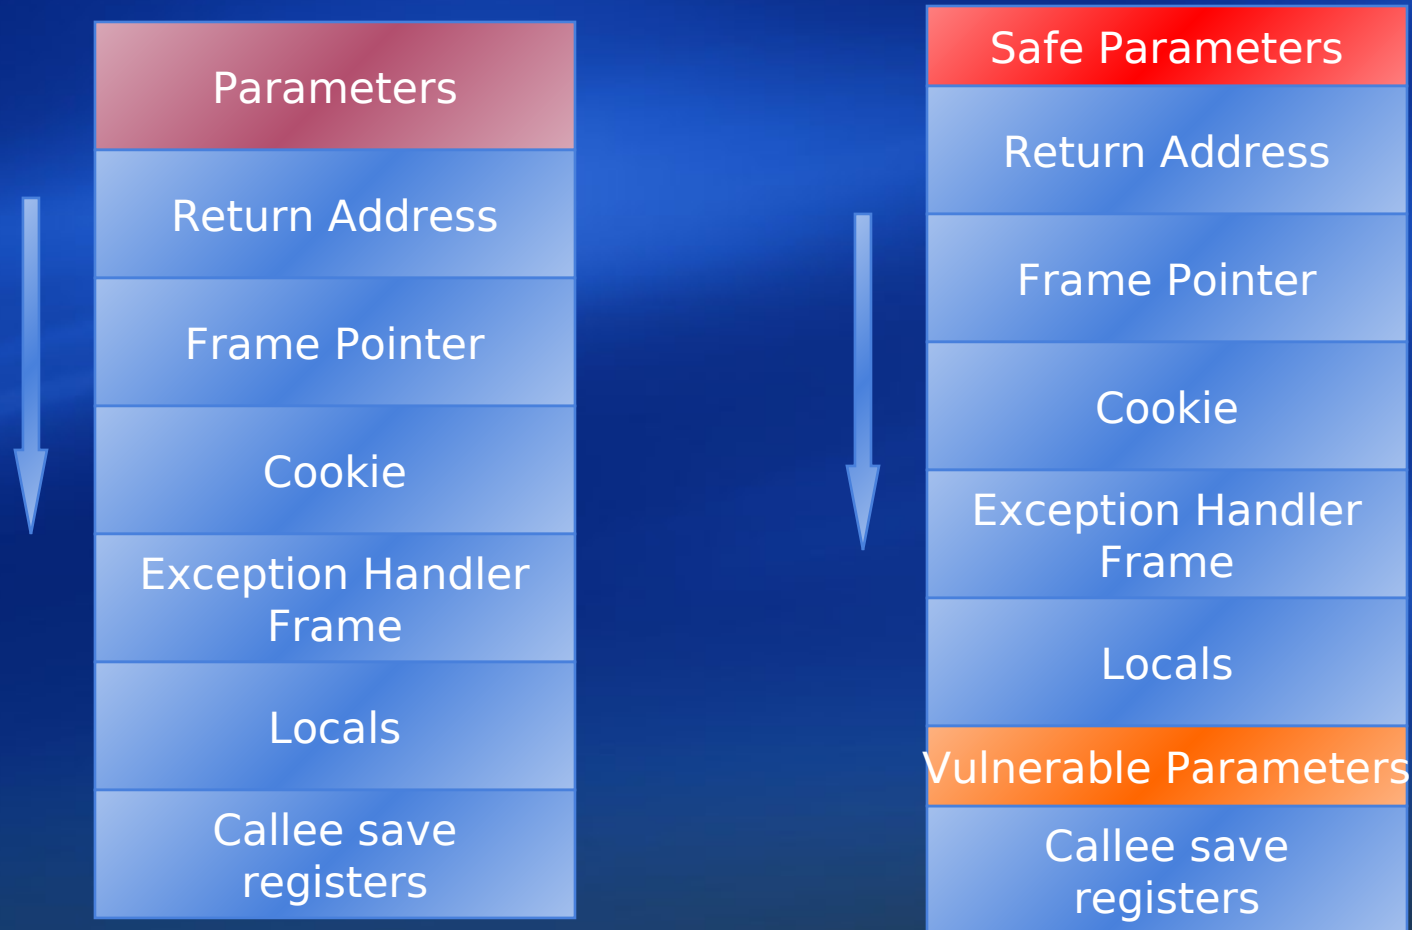 Parameters
Return Address
Frame Pointer
Cookie
Exception Handler
Frame
Locals
Callee save
registers
Safe Parameters
Return Address
Frame Pointer
Cookie
Exception Handler
Frame
Locals
Vulnerable Parameters
Callee save
registers